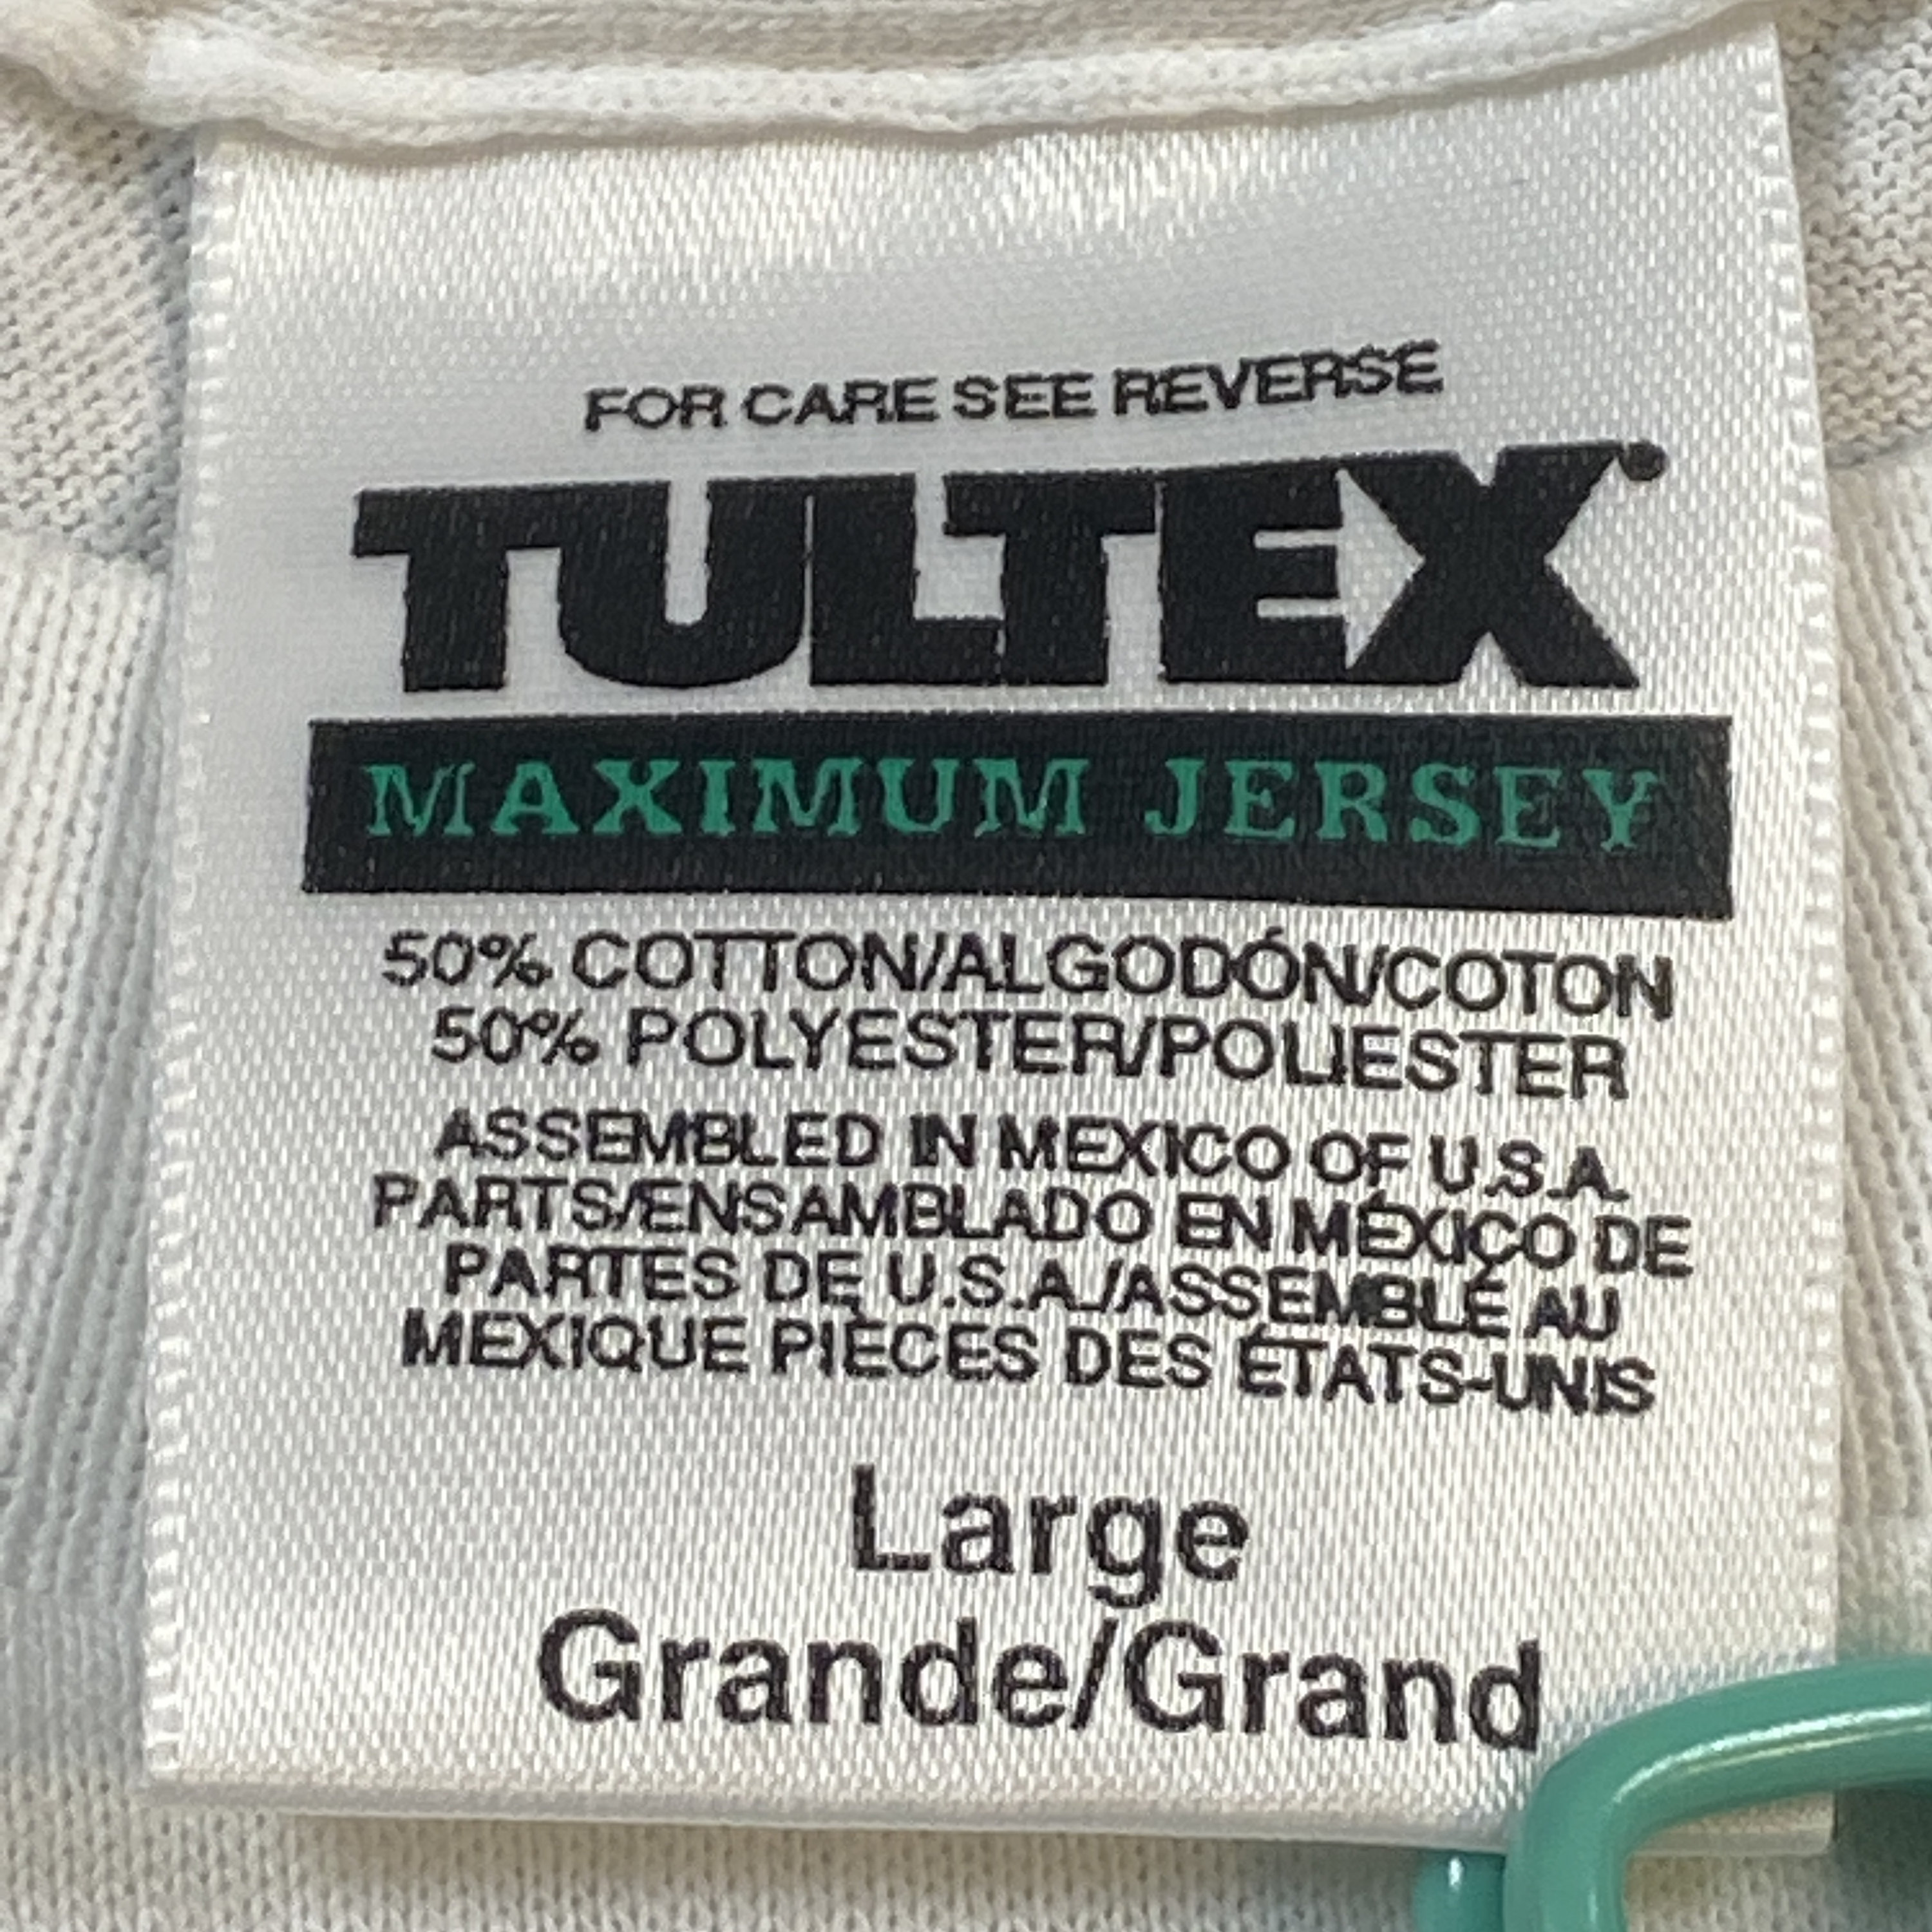 FOR CARE SEE REVERSE
TULTEX
MAXIMUM JERSEY
50% COTTON/ALGODÓN/COTON
50% POLYESTER/POLIESTER
ASSEMBLED IN MEXICO OF U.S.A.
PARTS/ENSAMBLADO EN MÉXICO DE
PARTES DE U.S.A./ASSEMBLÉ AU
MEXIQUE PIÈCES DES ÉTATS-UNIS
Large
Grande/Grand